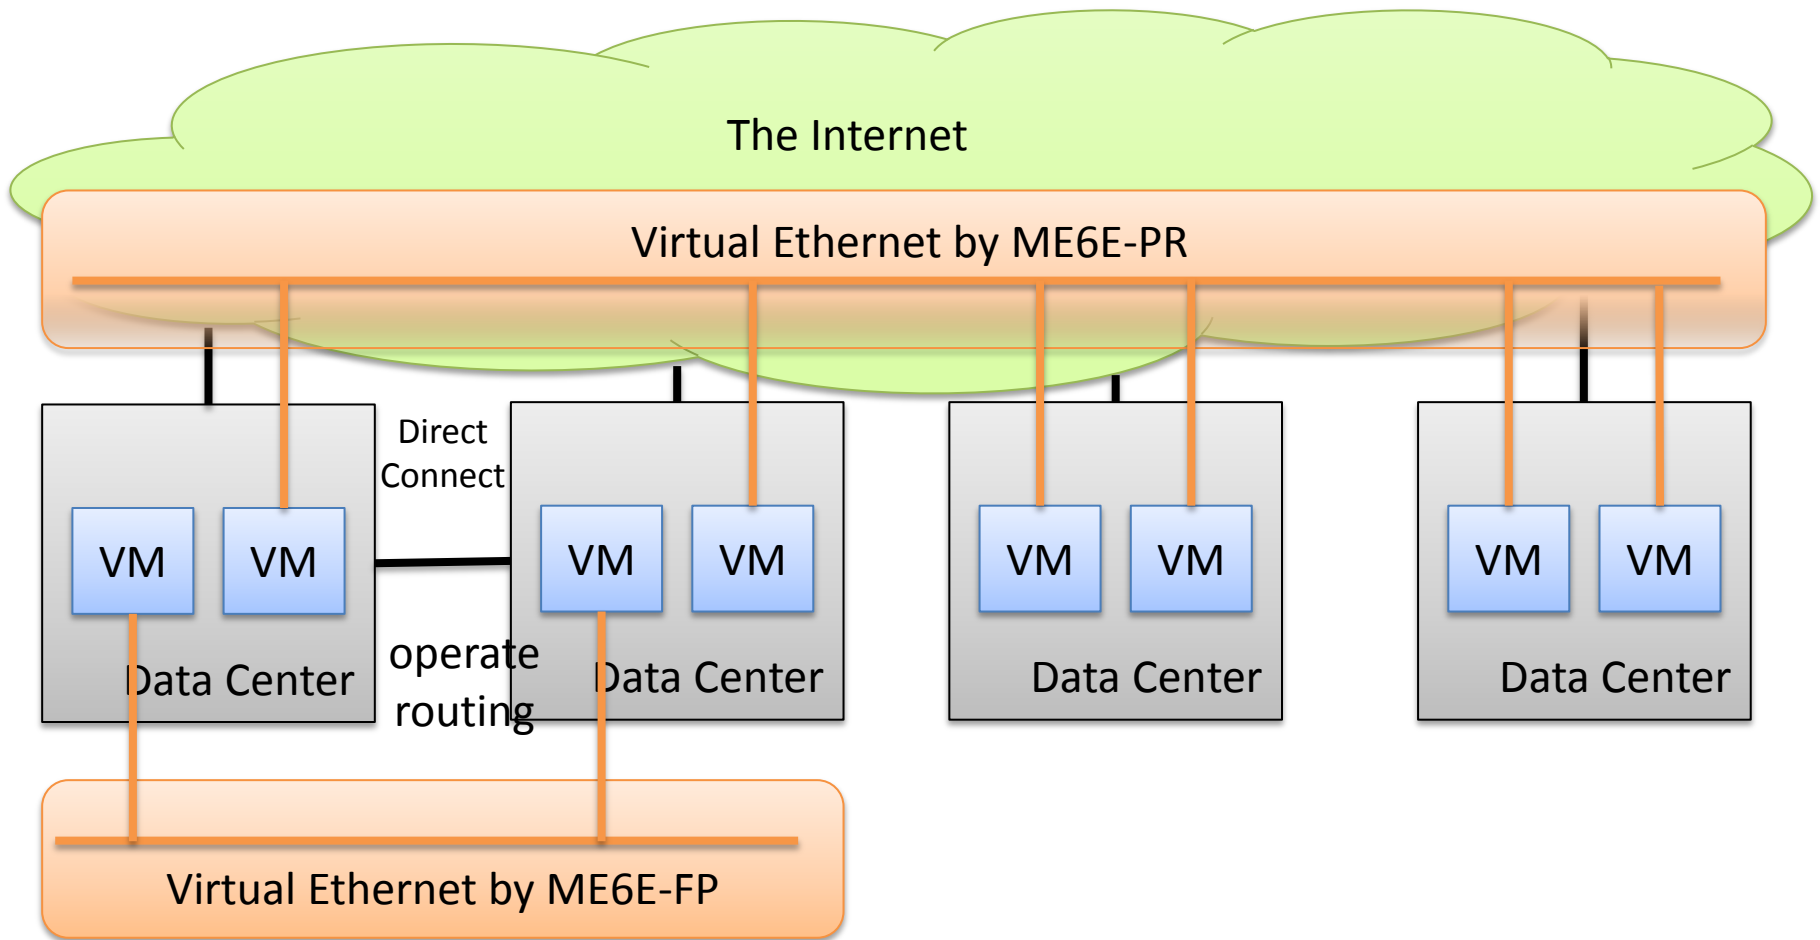 The Internet
Virtual Ethernet by ME6E-PR
Direct
Connect
VM
VM
VM
VM
VM
VM
VM
VM
operate
routing
Data Center
Data Center
Data Center
Data Center
Virtual Ethernet by ME6E-FP